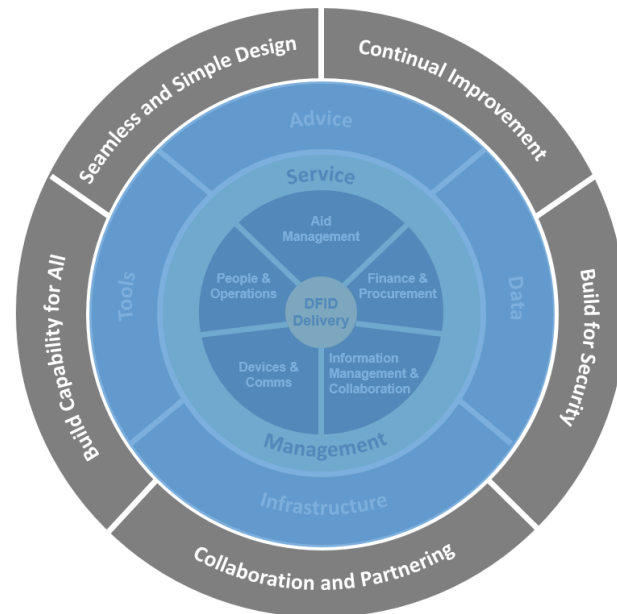 Seamless and Simple Design
Continual Improvement
Build for Security
Collaboration and Partnering
Build Capability for All
Advice
Data
Infrastructure
Tools
Service
Management
Aid
Management
Finance &
Procurement
Information
Management &
Collaboration
Devices &
Comms
People &
Operations
DFID
Delivery